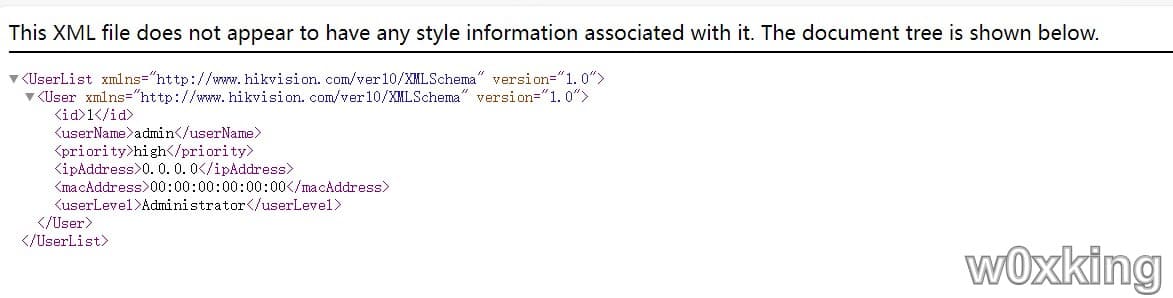 This XML file does not appear to have any style information associated with it. The document tree is shown below.
▼<UserList xmlns="http://www.hikvision.com/ver10/XMLSchema" version="1.0">
▼<User xmlns="http://www.hikvision.com/ver10/XMLSchema" version="1.0">
<id>1</id>
<userName>admin</userName>
<priority>high</priority>
<ipAddress>0.0.0.0</ipAddress>
<macAddress>00:00:00:00:00:00</macAddress>
<userLevel>Administrator</userLevel>
</User>
</UserList>
w0xking